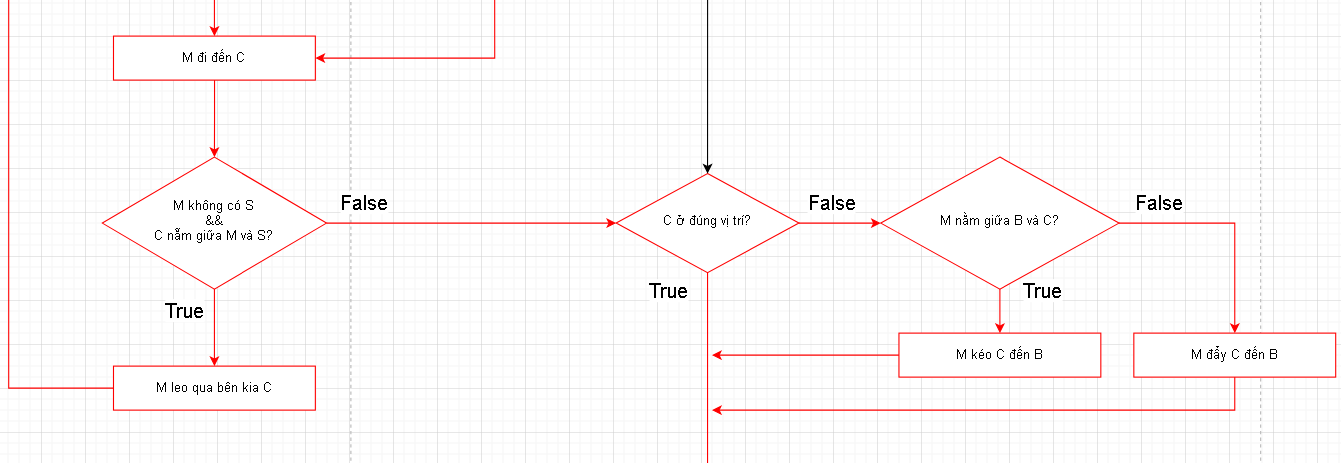 M đi đến C
M không có S
&&
C nằm giữa M và S?
False
True
M leo qua bên kia C
C ở đúng vị trí?
False
True
M nằm giữa B và C?
False
True
M kéo C đến B
M đẩy C đến B